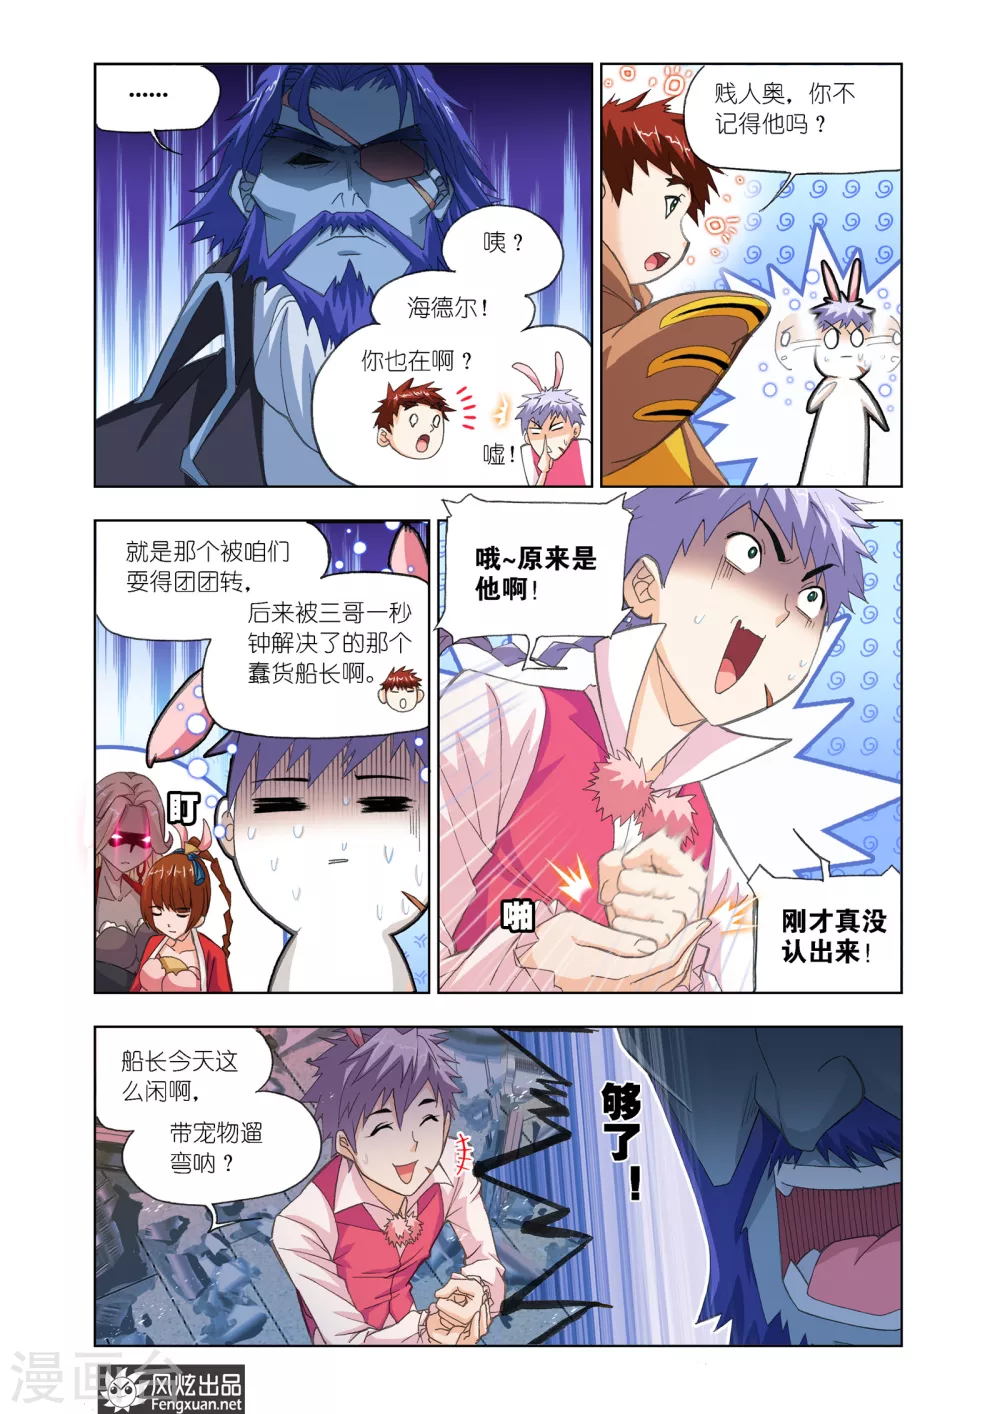 ······
咦？
海德尔！
你也在啊？
嘘！
贱人奥，你不
记得他吗？
就是那个被咱们
耍得团团转，
后来被三哥一秒
钟解决了的那个
蠢货船长啊。
盯
哦~原来是
他啊！
啪
刚才真没
认出来！
船长今天这
么闲啊，
带宠物遛
弯呐？
够了！
漫画台
风炫出品
Fengxuan.net